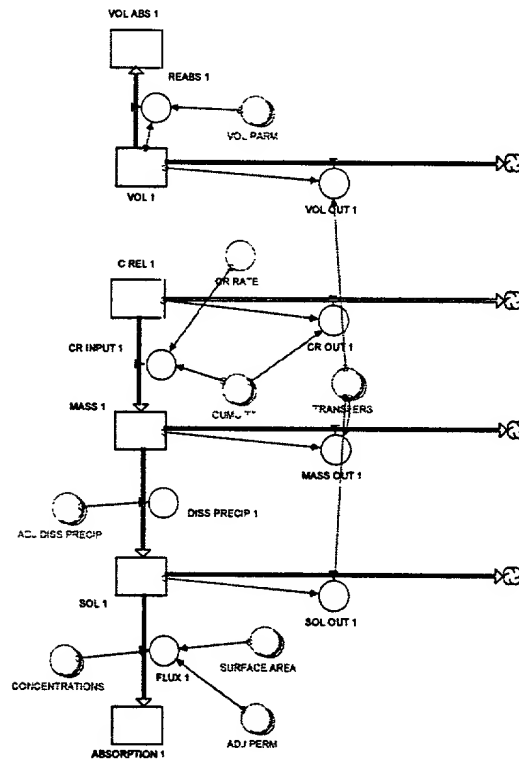 VOL ABS 1
REABS 1
VOL PARM
VOL 1
VOL OUT 1
C REL 1
CR RATE
CR INPUT 1
CR OUT 1
MASS 1
TRANSFERS
MASS OUT 1
DISS PRECIP 1
ADJ DISS PRECIP
SOL 1
SOL OUT 1
SURFACE AREA
CONCENTRATIONS
FLUX 1
ADJ PERM
ABSORPTION 1